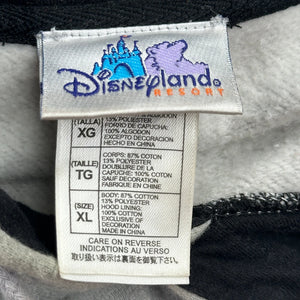 Disneyland
RESORT
(TALLA)
XG
13% POLIESTER
FORRO DE CAPUCHA:
100% ALGODON
EXCEPTO DECORACION
HECHO EN CHINA
(TAILLE)
TG
CORPS: 87% COTON
13% POLYESTER
DOUBLURE DE LA
CAPUCHE: 100% COTON
SAUF DÉCORATION
FABRIQUÉ EN CHINE
(SIZE)
XL
BODY: 87% COTTON
13% POLYESTER
HOOD LINING:
100% COTTON
EXCLUSIVE OF
DECORATION
MADE IN CHINA
CARE ON REVERSE
INDICATIONS AU VERSO
取り扱い表示は裏面を御覧下さい。